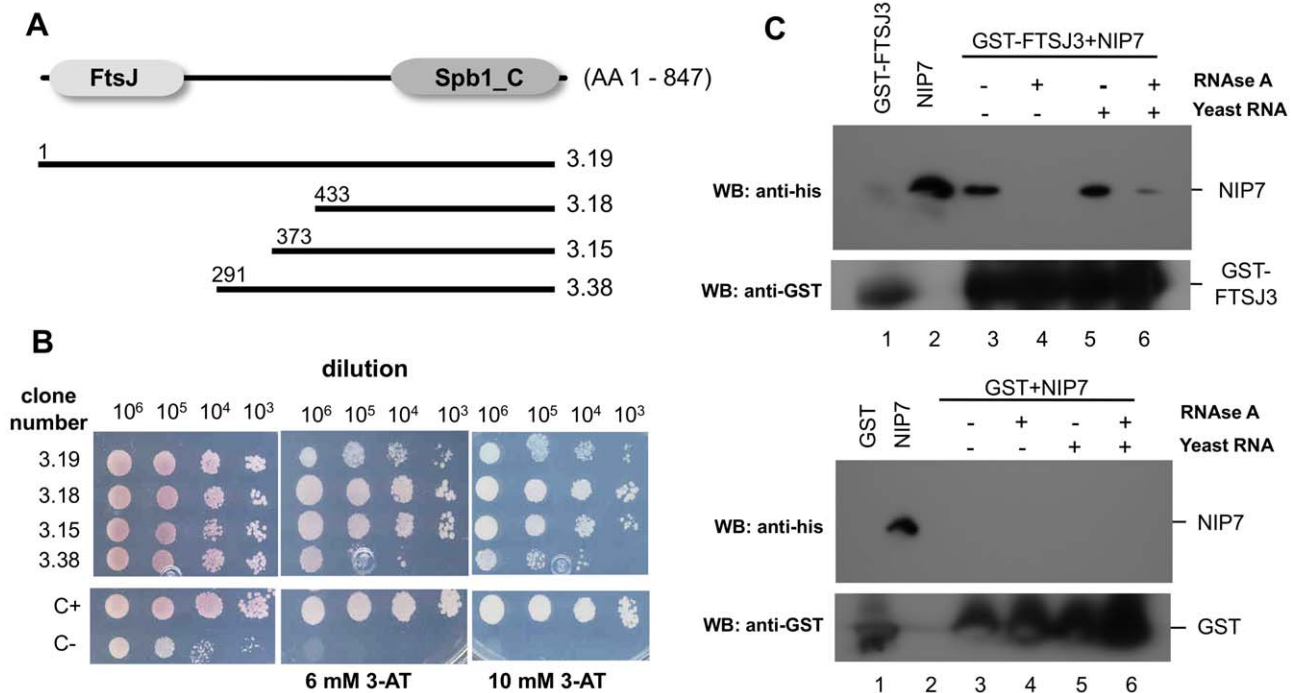 A
FtsJ
Spb1_C
(AA 1 - 847)
1
3.19
433
3.18
373
3.15
291
3.38
B
dilution
clone number
10⁶ 10⁵ 10⁴ 10³
10⁶ 10⁵ 10⁴ 10³
10⁶ 10⁵ 10⁴ 10³
3.19
3.18
3.15
3.38
C+
C-
6 mM 3-AT
10 mM 3-AT
C
GST-FTSJ3
NIP7
GST-FTSJ3+NIP7
- + - + RNAse A
- - + + Yeast RNA
WB: anti-his
NIP7
WB: anti-GST
GST-
FTSJ3
1 2 3 4 5 6
GST
NIP7
GST+NIP7
- + - + RNAse A
- - + + Yeast RNA
WB: anti-his
NIP7
WB: anti-GST
GST
1 2 3 4 5 6